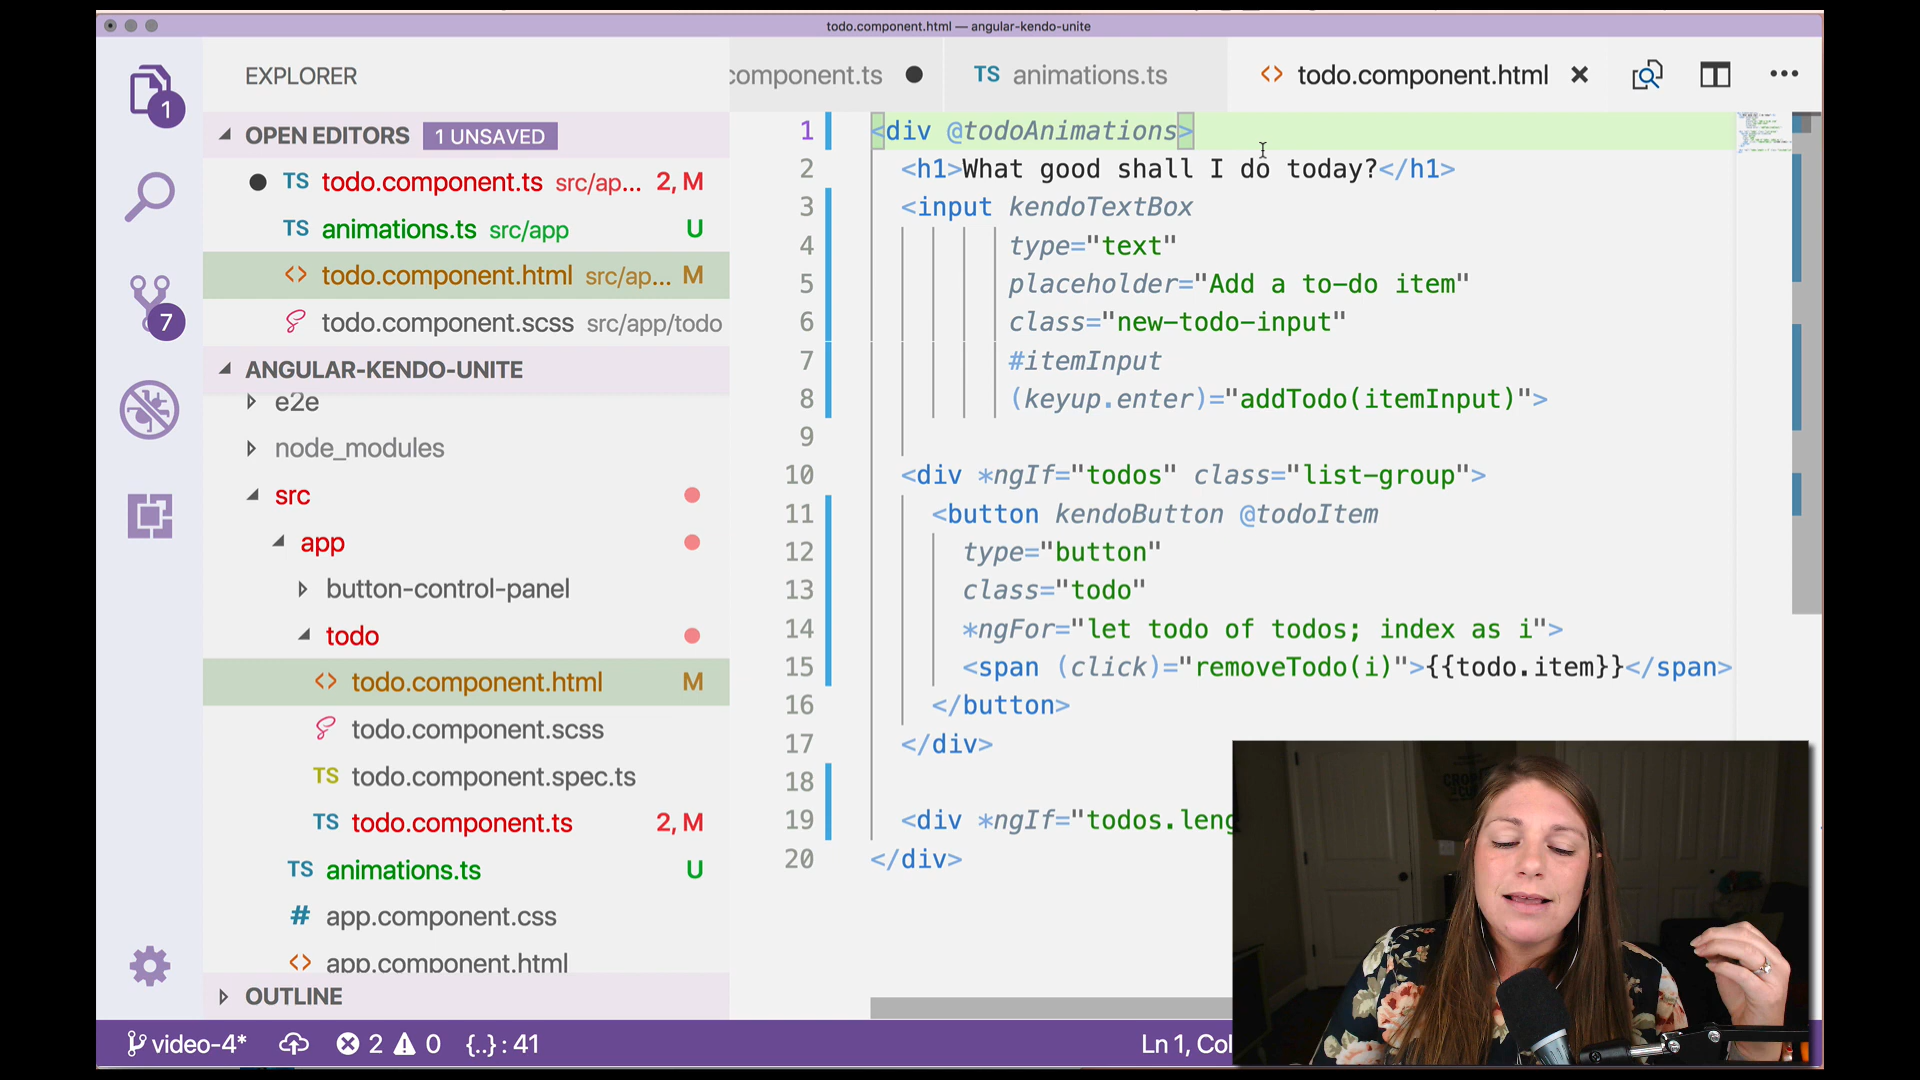 todo.component.html — angular-kendo-unite
EXPLORER
component.ts
TS animations.ts
<> todo.component.html
1
7
OPEN EDITORS 1 UNSAVED
TS todo.component.ts src/ap... 2, M
TS animations.ts src/app U
<> todo.component.html src/ap... M
todo.component.scss src/app/todo
ANGULAR-KENDO-UNITE
e2e
node_modules
src
app
button-control-panel
todo
<> todo.component.html M
todo.component.scss
TS todo.component.spec.ts
TS todo.component.ts 2, M
TS animations.ts U
# app.component.css
<> app.component.html
OUTLINE
1 <div @todoAnimations>
2 <h1>What good shall I do today?</h1>
3 <input kendoTextBox
4 type="text"
5 placeholder="Add a to-do item"
6 class="new-todo-input"
7 #itemInput
8 (keyup.enter)="addTodo(itemInput)">
9
10 <div *ngIf="todos" class="list-group">
11 <button kendoButton @todoItem
12 type="button"
13 class="todo"
14 *ngFor="let todo of todos; index as i">
15 <span (click)="removeTodo(i)">{{todo.item}}</span>
16 </button>
17 </div>
18
19 <div *ngIf="todos.leng
20 </div>
video-4* 2 0 {..} : 41
Ln 1, Col